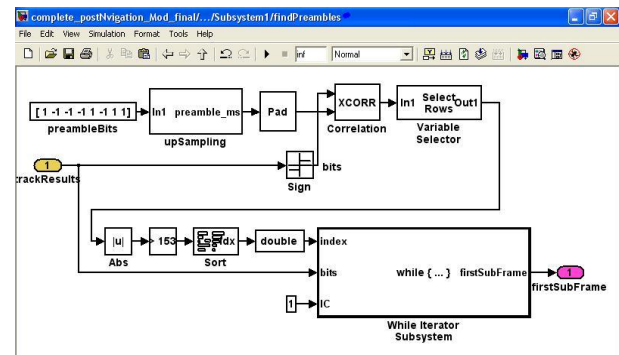 complete_postNvigation_Mod_final/.../Subsystem1/findPreambles
File Edit View Simulation Format Tools Help
inf Normal
[ 1 -1 -1 -1 1 -1 1 1]
preambleBits
In1 preamble_ms
upSampling
Pad
XCORR
Correlation
In1 Select Rows Out1
Variable Selector
1
trackResults
Sign
bits
|u|
Abs
> 153
Idx
Sort
double
index
bits
IC
while { ... }
firstSubFrame
While Iterator
Subsystem
1
1
firstSubFrame